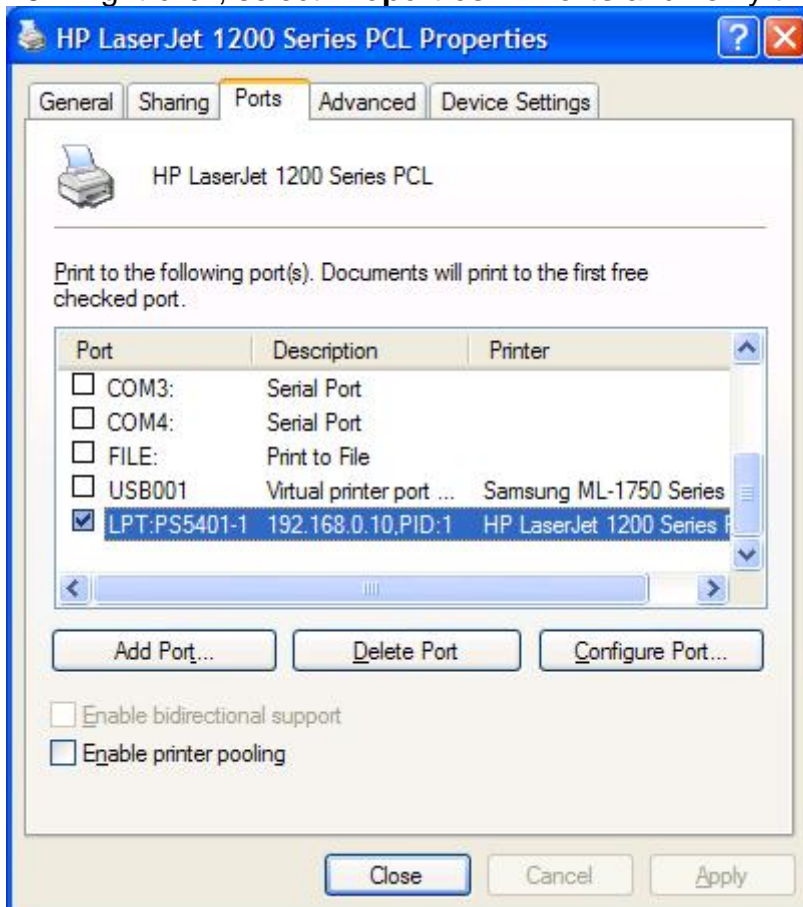 HP LaserJet 1200 Series PCL Properties
General Sharing Ports Advanced Device Settings
HP LaserJet 1200 Series PCL
Print to the following port(s). Documents will print to the first free
checked port.
Port Description Printer
COM3: Serial Port
COM4: Serial Port
FILE: Print to File
USB001 Virtual printer port ... Samsung ML-1750 Series
LPT:PS5401-1 192.168.0.10,PID:1 HP LaserJet 1200 Series
Add Port... Delete Port Configure Port...
Enable bidirectional support
Enable printer pooling
Close Cancel Apply